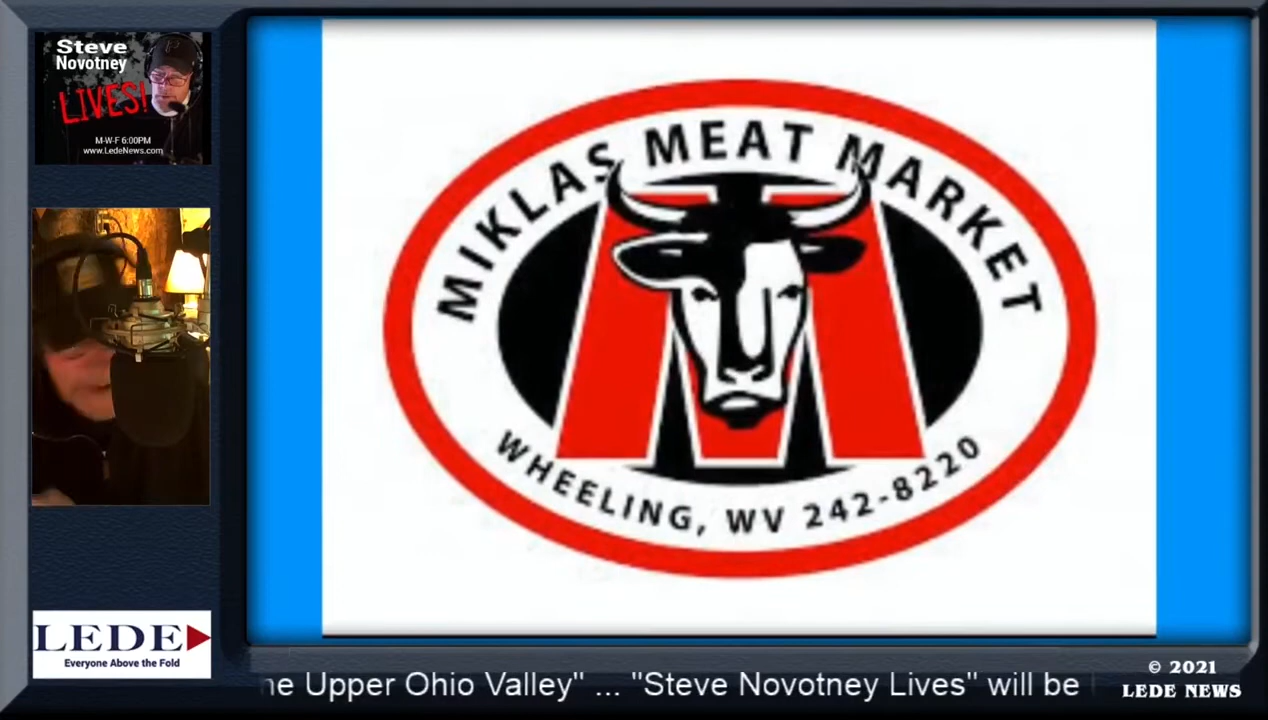 Steve
Novotney
LIVES!
M-W-F 6:00PM
www.LedeNews.com
MIKLAS MEAT MARKET
WHEELING, WV 242-8220
LEDE
Everyone Above the Fold
Upper Ohio Valley" ... "Steve Novotney Lives" will be
© 2021
LEDE NEWS